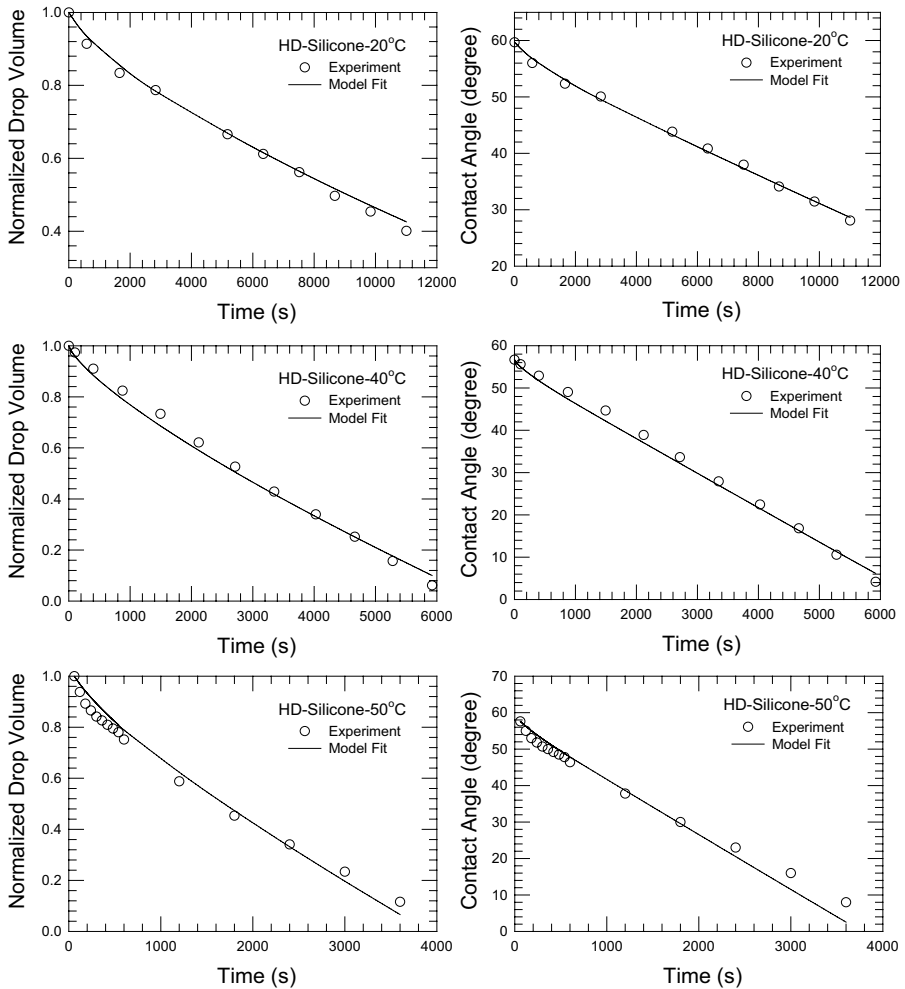 HD-Silicone-20°C
Experiment
Model Fit
Normalized Drop Volume
1.0
0.8
0.6
0.4
0 2000 4000 6000 8000 10000 12000
Time (s)
HD-Silicone-20°C
Experiment
Model Fit
Contact Angle (degree)
60
50
40
30
20
0 2000 4000 6000 8000 10000 12000
Time (s)
HD-Silicone-40°C
Experiment
Model Fit
Normalized Drop Volume
1.0
0.8
0.6
0.4
0.2
0.0
0 1000 2000 3000 4000 5000 6000
Time (s)
HD-Silicone-40°C
Experiment
Model Fit
Contact Angle (degree)
60
50
40
30
20
10
0
0 1000 2000 3000 4000 5000 6000
Time (s)
HD-Silicone-50°C
Experiment
Model Fit
Normalized Drop Volume
1.0
0.8
0.6
0.4
0.2
0.0
0 1000 2000 3000 4000
Time (s)
HD-Silicone-50°C
Experiment
Model Fit
Contact Angle (degree)
70
60
50
40
30
20
10
0
0 1000 2000 3000 4000
Time (s)